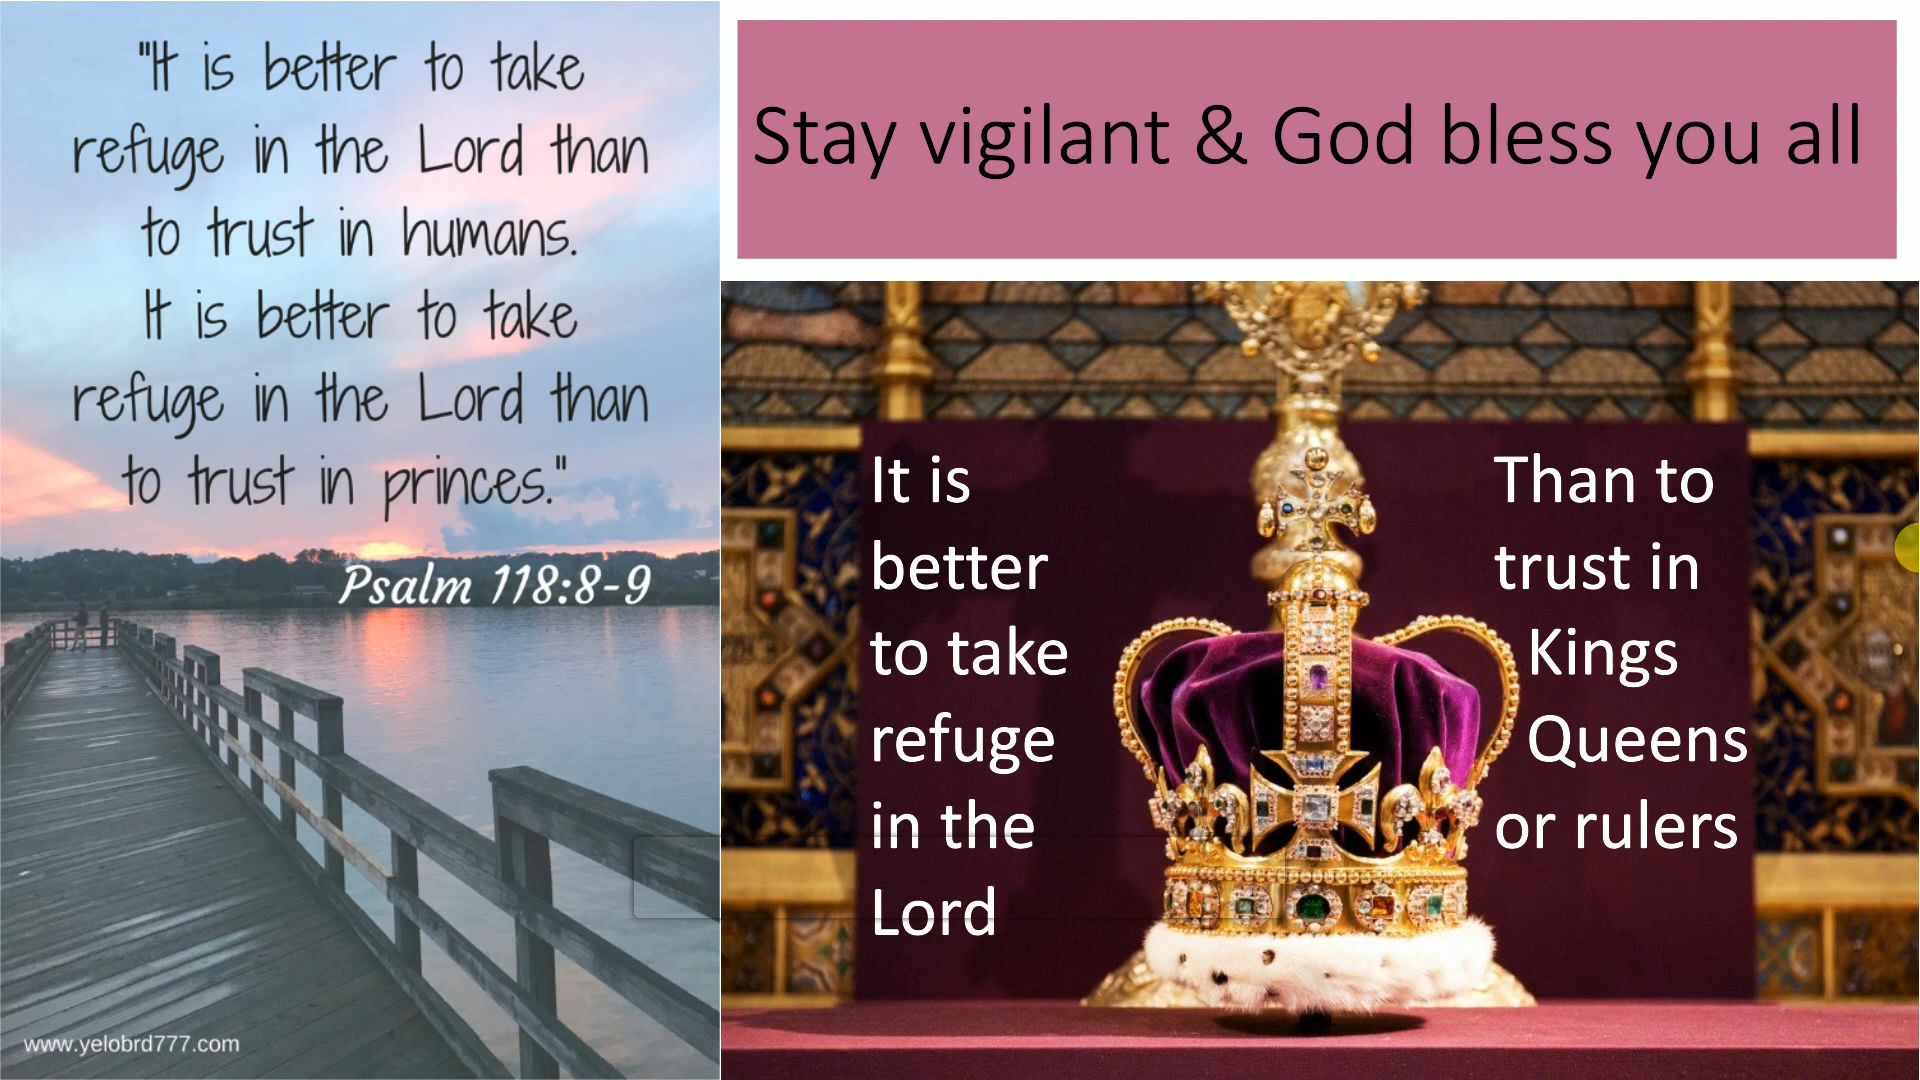 "It is better to take
refuge in the Lord than
to trust in humans.
It is better to take
refuge in the Lord than
to trust in princes."
Psalm 118:8-9
www.yelobrd777.com
Stay vigilant & God bless you all
It is
better
to take
refuge
in the
Lord
Than to
trust in
Kings
Queens
or rulers